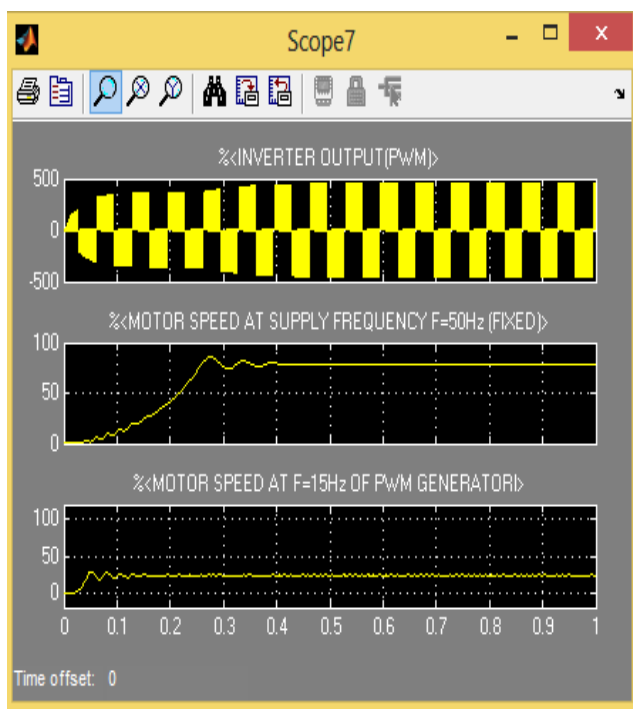 Scope7
%<INVERTER OUTPUT(PWM)>
500
0
-500
%<MOTOR SPEED AT SUPPLY FREQUENCY F=50Hz (FIXED)>
100
50
0
%<MOTOR SPEED AT F=15Hz OF PWM GENERATORI>
100
50
0
0 0.1 0.2 0.3 0.4 0.5 0.6 0.7 0.8 0.9 1
Time offset: 0